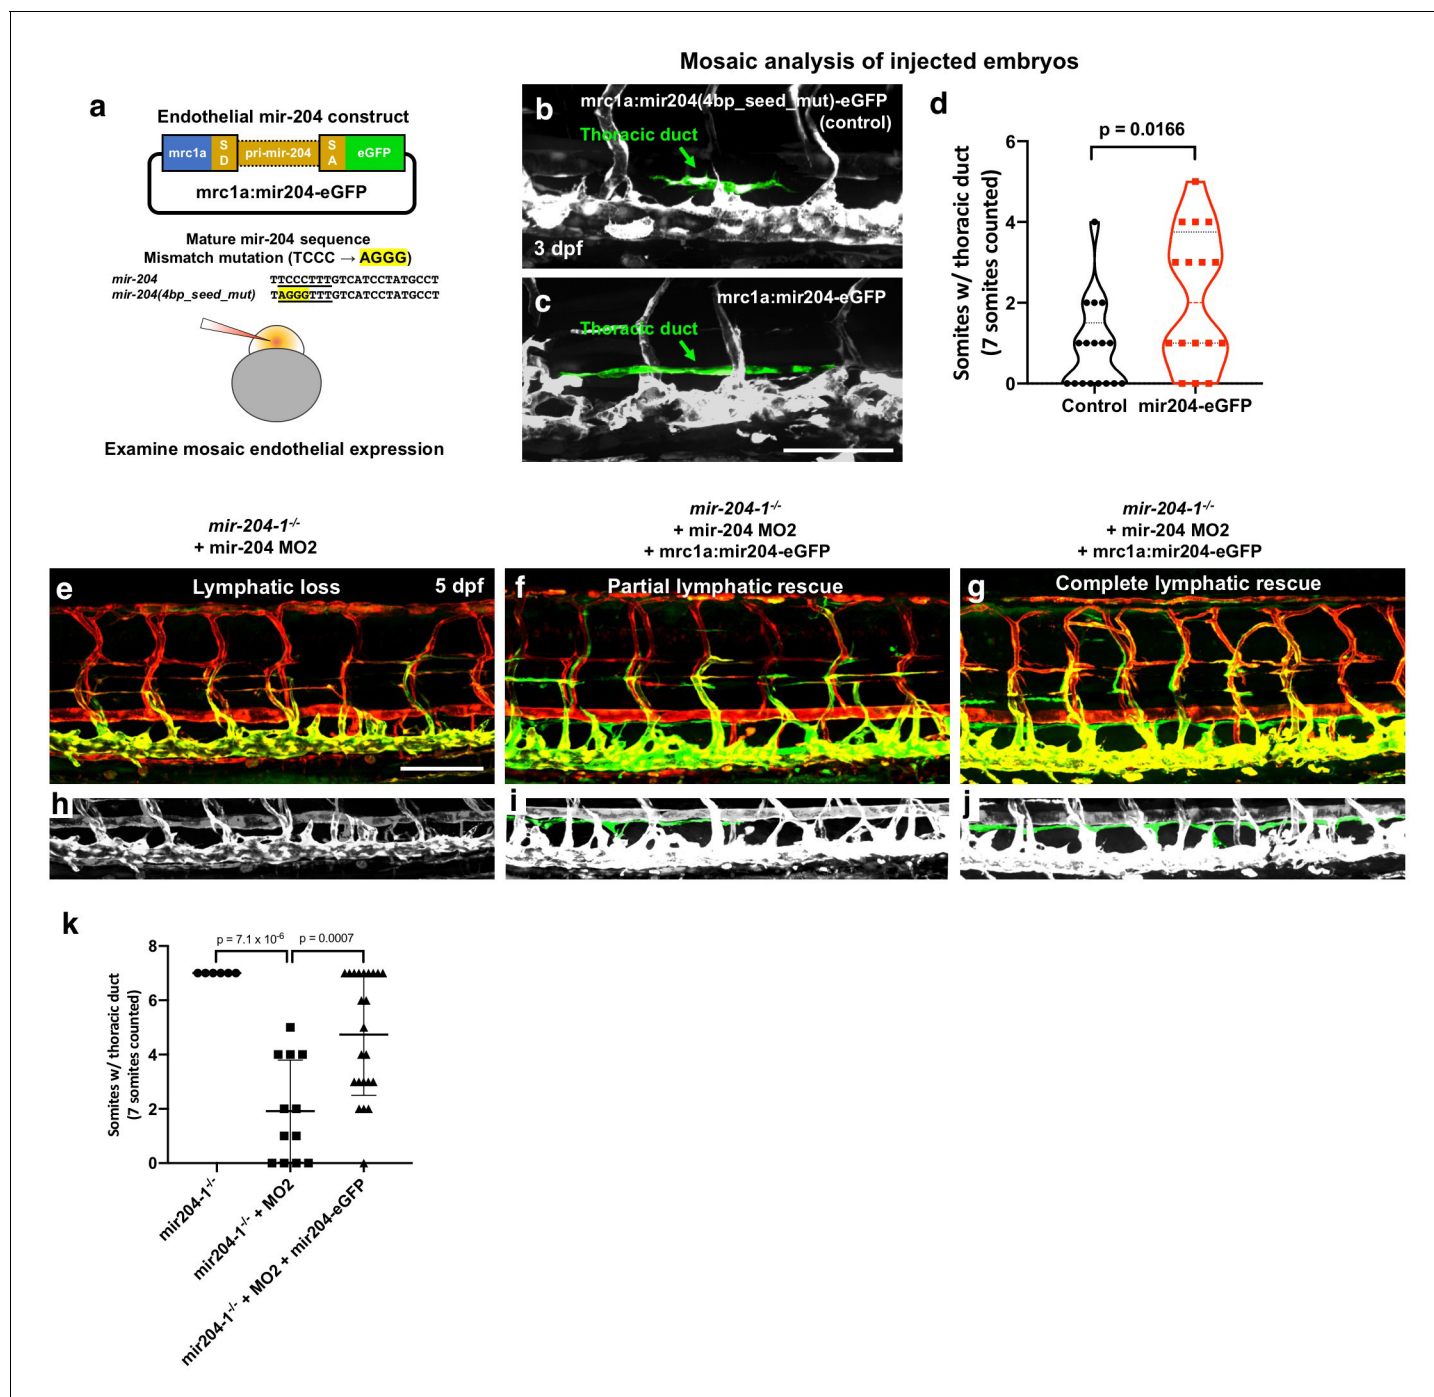 Mosaic analysis of injected embryos
a
Endothelial mir-204 construct
mrc1a
SD
pri-mir-204
SA
eGFP
mrc1a:mir204-eGFP
Mature mir-204 sequence
Mismatch mutation (TCCC → AGGG)
mir-204 TTCCCTTTGTCATCCTATGCCT
mir-204(4bp_seed_mut) TAGGGTTTGTCATCCTATGCCT
Examine mosaic endothelial expression
b
mrc1a:mir204(4bp_seed_mut)-eGFP
(control)
Thoracic duct
3 dpf
c
mrc1a:mir204-eGFP
Thoracic duct
d
p = 0.0166
Somites w/ thoracic duct
(7 somites counted)
6
4
2
0
Control mir204-eGFP
mir-204-1-/-
+ mir-204 MO2
mir-204-1-/-
+ mir-204 MO2
+ mrc1a:mir204-eGFP
mir-204-1-/-
+ mir-204 MO2
+ mrc1a:mir204-eGFP
e
Lymphatic loss
5 dpf
f
Partial lymphatic rescue
g
Complete lymphatic rescue
h
i
j
k
p = 7.1 x 10-6
p = 0.0007
Somites w/ thoracic duct
(7 somites counted)
8
6
4
2
0
mir204-1-/-
mir204-1-/- + MO2
mir204-1-/- + MO2 + mir204-eGFP